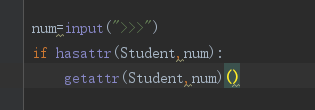 num=input(">>>")
if hasattr(Student,num):
    getattr(Student,num)()